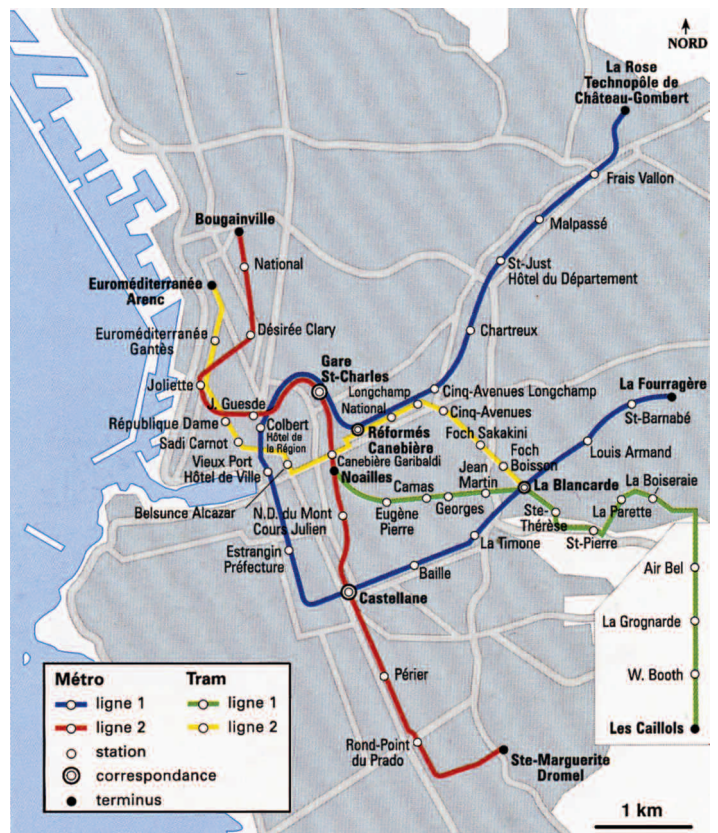 NORD
La Rose
Technopôle de
Château-Gombert
Frais Vallon
Malpassé
Bougainville
National
St-Just
Hôtel du Département
Euroméditerranée
Arenc
Euroméditerranée
Gantès
Désirée Clary
Chartreux
Gare
St-Charles
Joliette
Longchamp
National
Cinq-Avenues Longchamp
La Fourragère
J. Guesde
Cinq-Avenues
St-Barnabé
République Dame
Colbert
Hôtel de
la Région
Réformés
Canebière
Foch Sakakini
Sadi Carnot
Foch
Boisson
Louis Armand
Vieux Port
Hôtel de Ville
Canebière Garibaldi
Noailles
Jean
Martin
La Blancarde
La Boiseraie
Camas
Belsunce Alcazar
N.D. du Mont
Cours Julien
Eugène
Pierre
Georges
Ste-
Thérèse
La Parette
St-Pierre
Estrangin
Préfecture
La Timone
Baille
Air Bel
Castellane
La Grognarde
Périer
W. Booth
Les Caillols
Rond-Point
du Prado
Ste-Marguerite
Dromel
Métro
Tram
ligne 1
ligne 1
ligne 2
ligne 2
station
correspondance
terminus
1 km